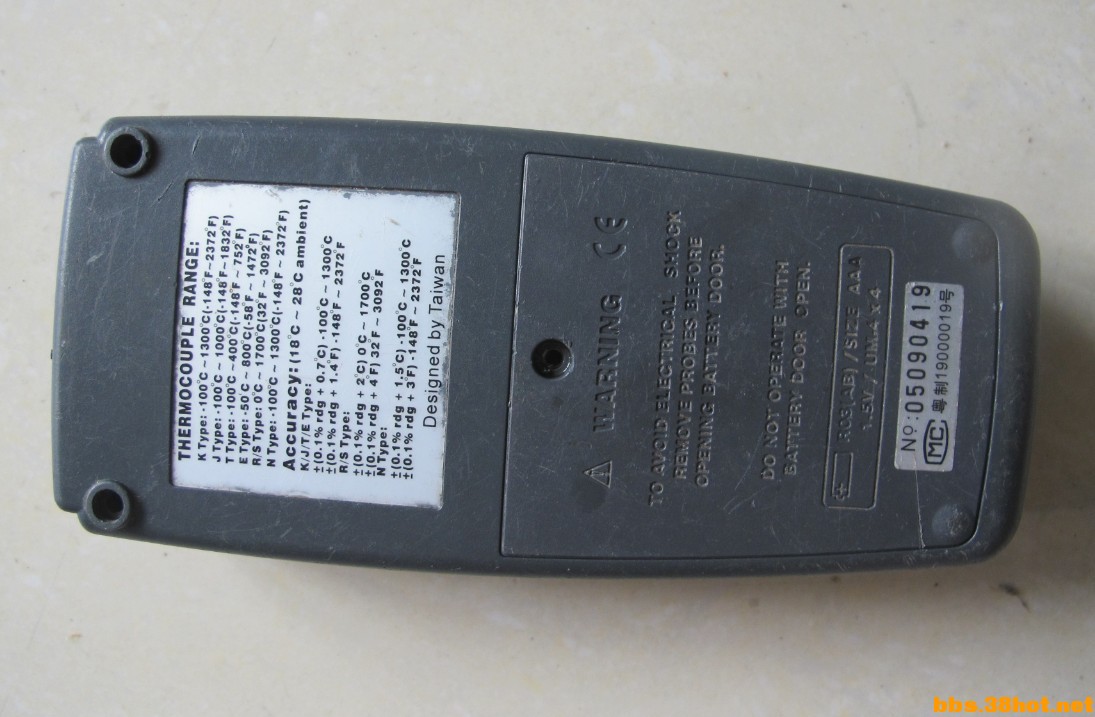 THERMOCOUPLE RANGE:
K Type: -100°C ~ 1300°C(-148°F~2372°F)
J Type: -100°C ~ 1000°C(-148°F~1832°F)
T Type: -100°C ~400°C(-148°F ~ 752°F)
E Type: -50°C ~ 800°C(-58°F ~ 1472°F)
R/S Type: 0°C ~ 1700°C(32°F ~ 3092°F)
N Type: -100°C ~ 1300°C(-148°F ~ 2372°F)
Accuracy: (18°C ~ 28°C ambient)
K/J/T/E Type:
±(0.1% rdg + 0.7°C) -100°C ~ 1300°C
±(0.1% rdg + 1.4°F) -148°F ~ 2372°F
R/S Type:
±(0.1% rdg + 2°C) 0°C ~ 1700°C
±(0.1% rdg + 4°F) 32°F ~ 3092°F
N Type:
±(0.1% rdg + 1.5°C) -100°C ~ 1300°C
±(0.1% rdg + 3°F) -148°F ~ 2372°F
Designed by Taiwan
⚠ WARNING CE
TO AVOID ELECTRICAL SHOCK
REMOVE PROBES BEFORE
OPENING BATTERY DOOR.
DO NOT OPERATE WITH
BATTERY DOOR OPEN.
R03(AB) / SIZE AAA
1.5V / UM4 x 4
No: 05090419
MC 粤制19000019号
bbs.38hot.net